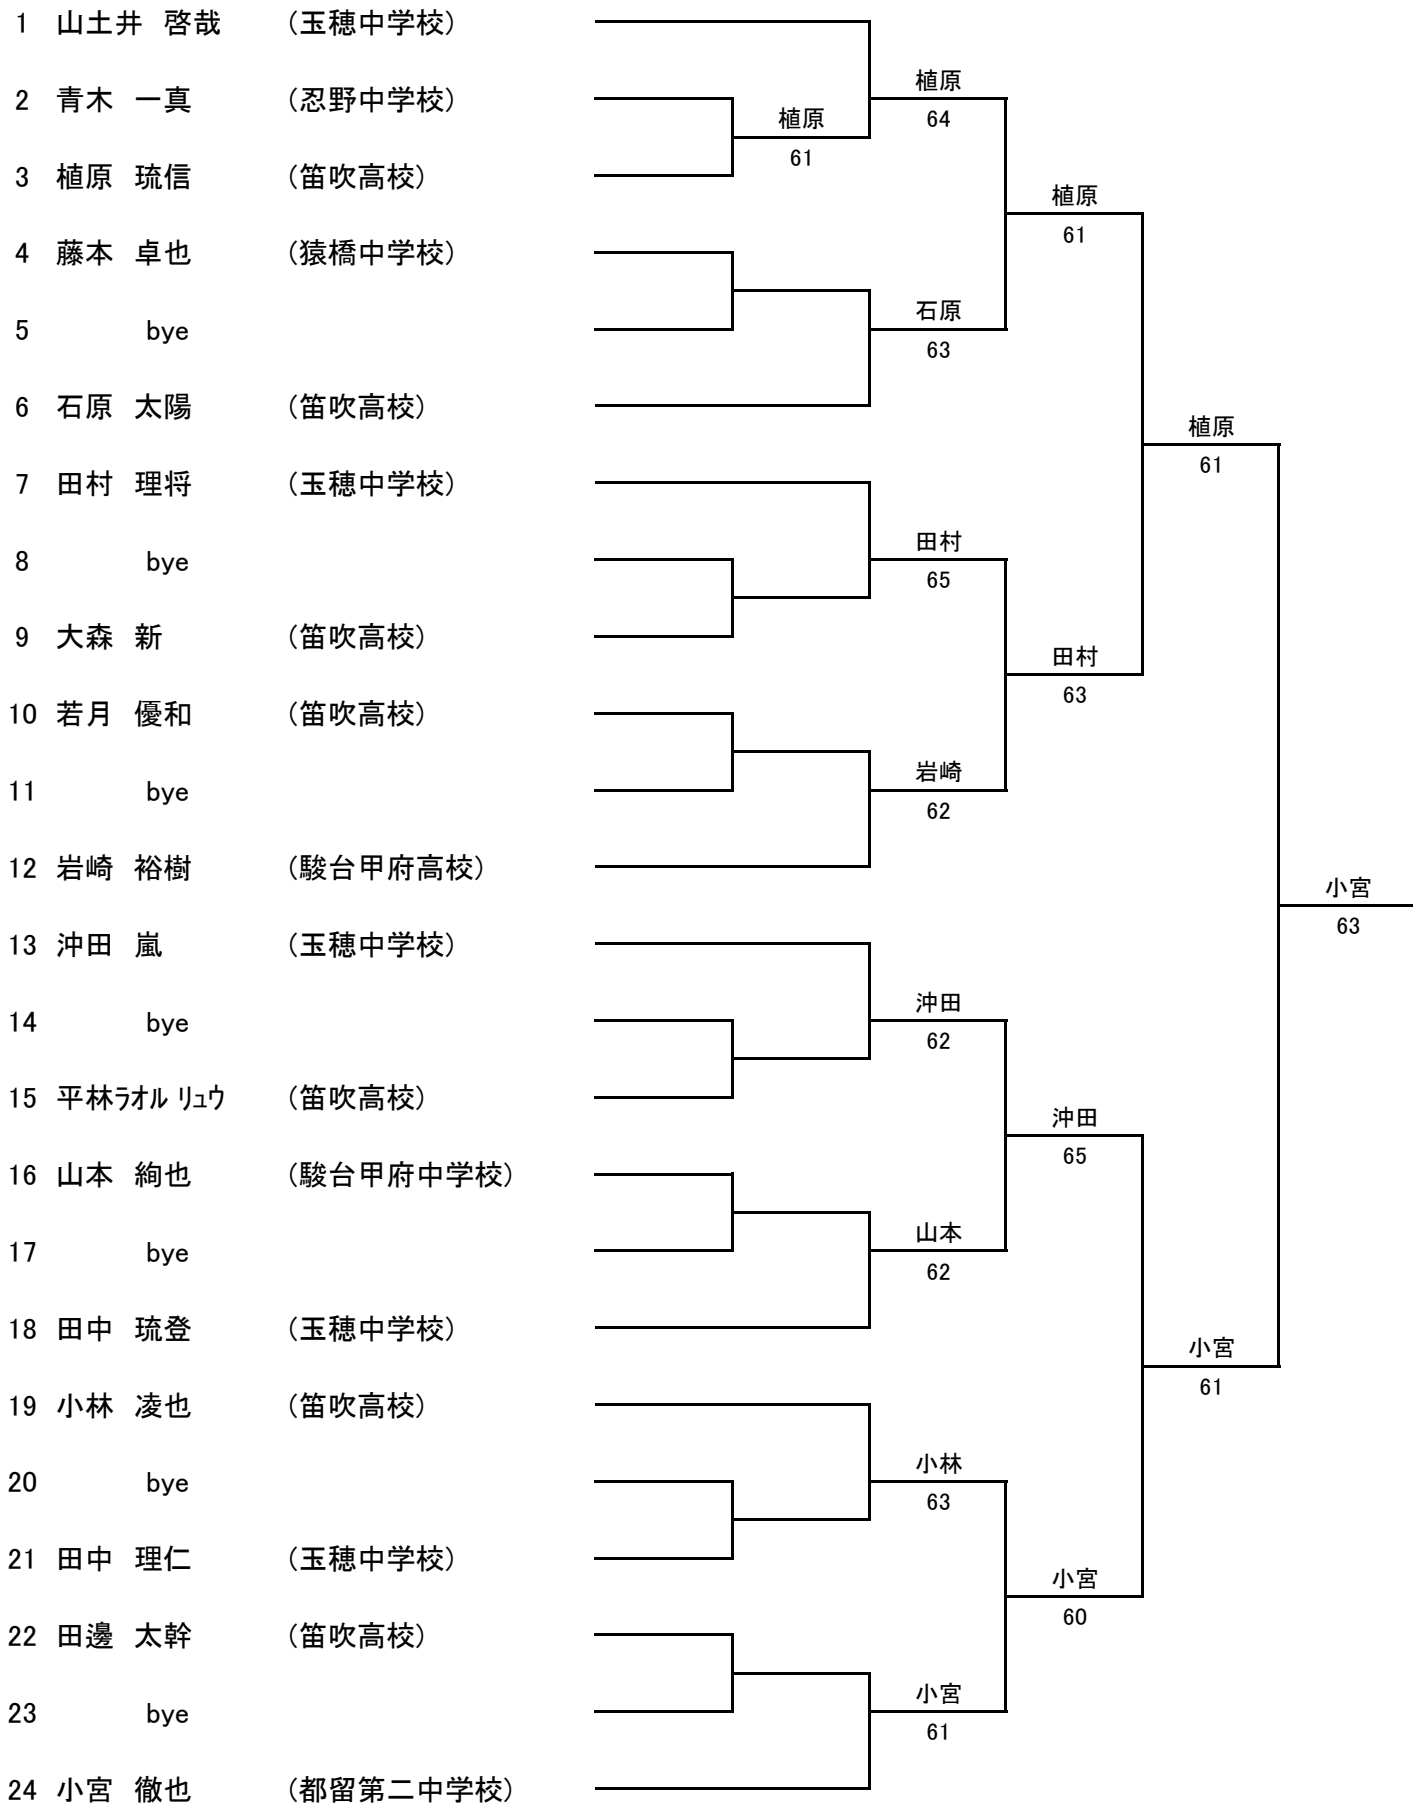 1 山土井 啓哉 (玉穂中学校)
植原
2 青木 一真 (忍野中学校)
64
植原
61
3 植原 琉信 (笛吹高校)
植原
61
4 藤本 卓也 (猿橋中学校)
石原
5 bye
63
6 石原 太陽 (笛吹高校)
植原
61
7 田村 理将 (玉穂中学校)
田村
8 bye
65
9 大森 新 (笛吹高校)
田村
63
10 若月 優和 (笛吹高校)
岩崎
11 bye
62
12 岩崎 裕樹 (駿台甲府高校)
小宮
63
13 沖田 嵐 (玉穂中学校)
沖田
14 bye
62
15 平林ラオル リュウ (笛吹高校)
沖田
65
16 山本 絢也 (駿台甲府中学校)
山本
17 bye
62
18 田中 琉登 (玉穂中学校)
小宮
61
19 小林 凌也 (笛吹高校)
小林
20 bye
63
21 田中 理仁 (玉穂中学校)
小宮
60
22 田邊 太幹 (笛吹高校)
小宮
23 bye
61
24 小宮 徹也 (都留第二中学校)